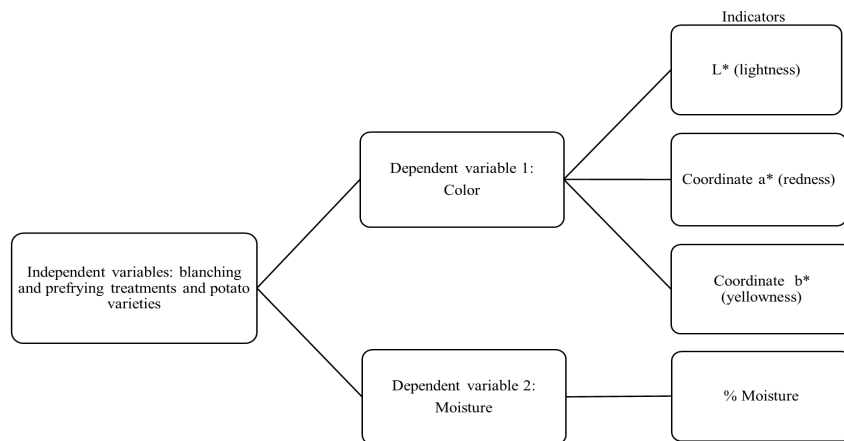 Indicators
L* (lightness)
Dependent variable 1:
Color
Coordinate a* (redness)
Independent variables: blanching
and prefrying treatments and potato
varieties
Coordinate b*
(yellowness)
Dependent variable 2:
Moisture
% Moisture